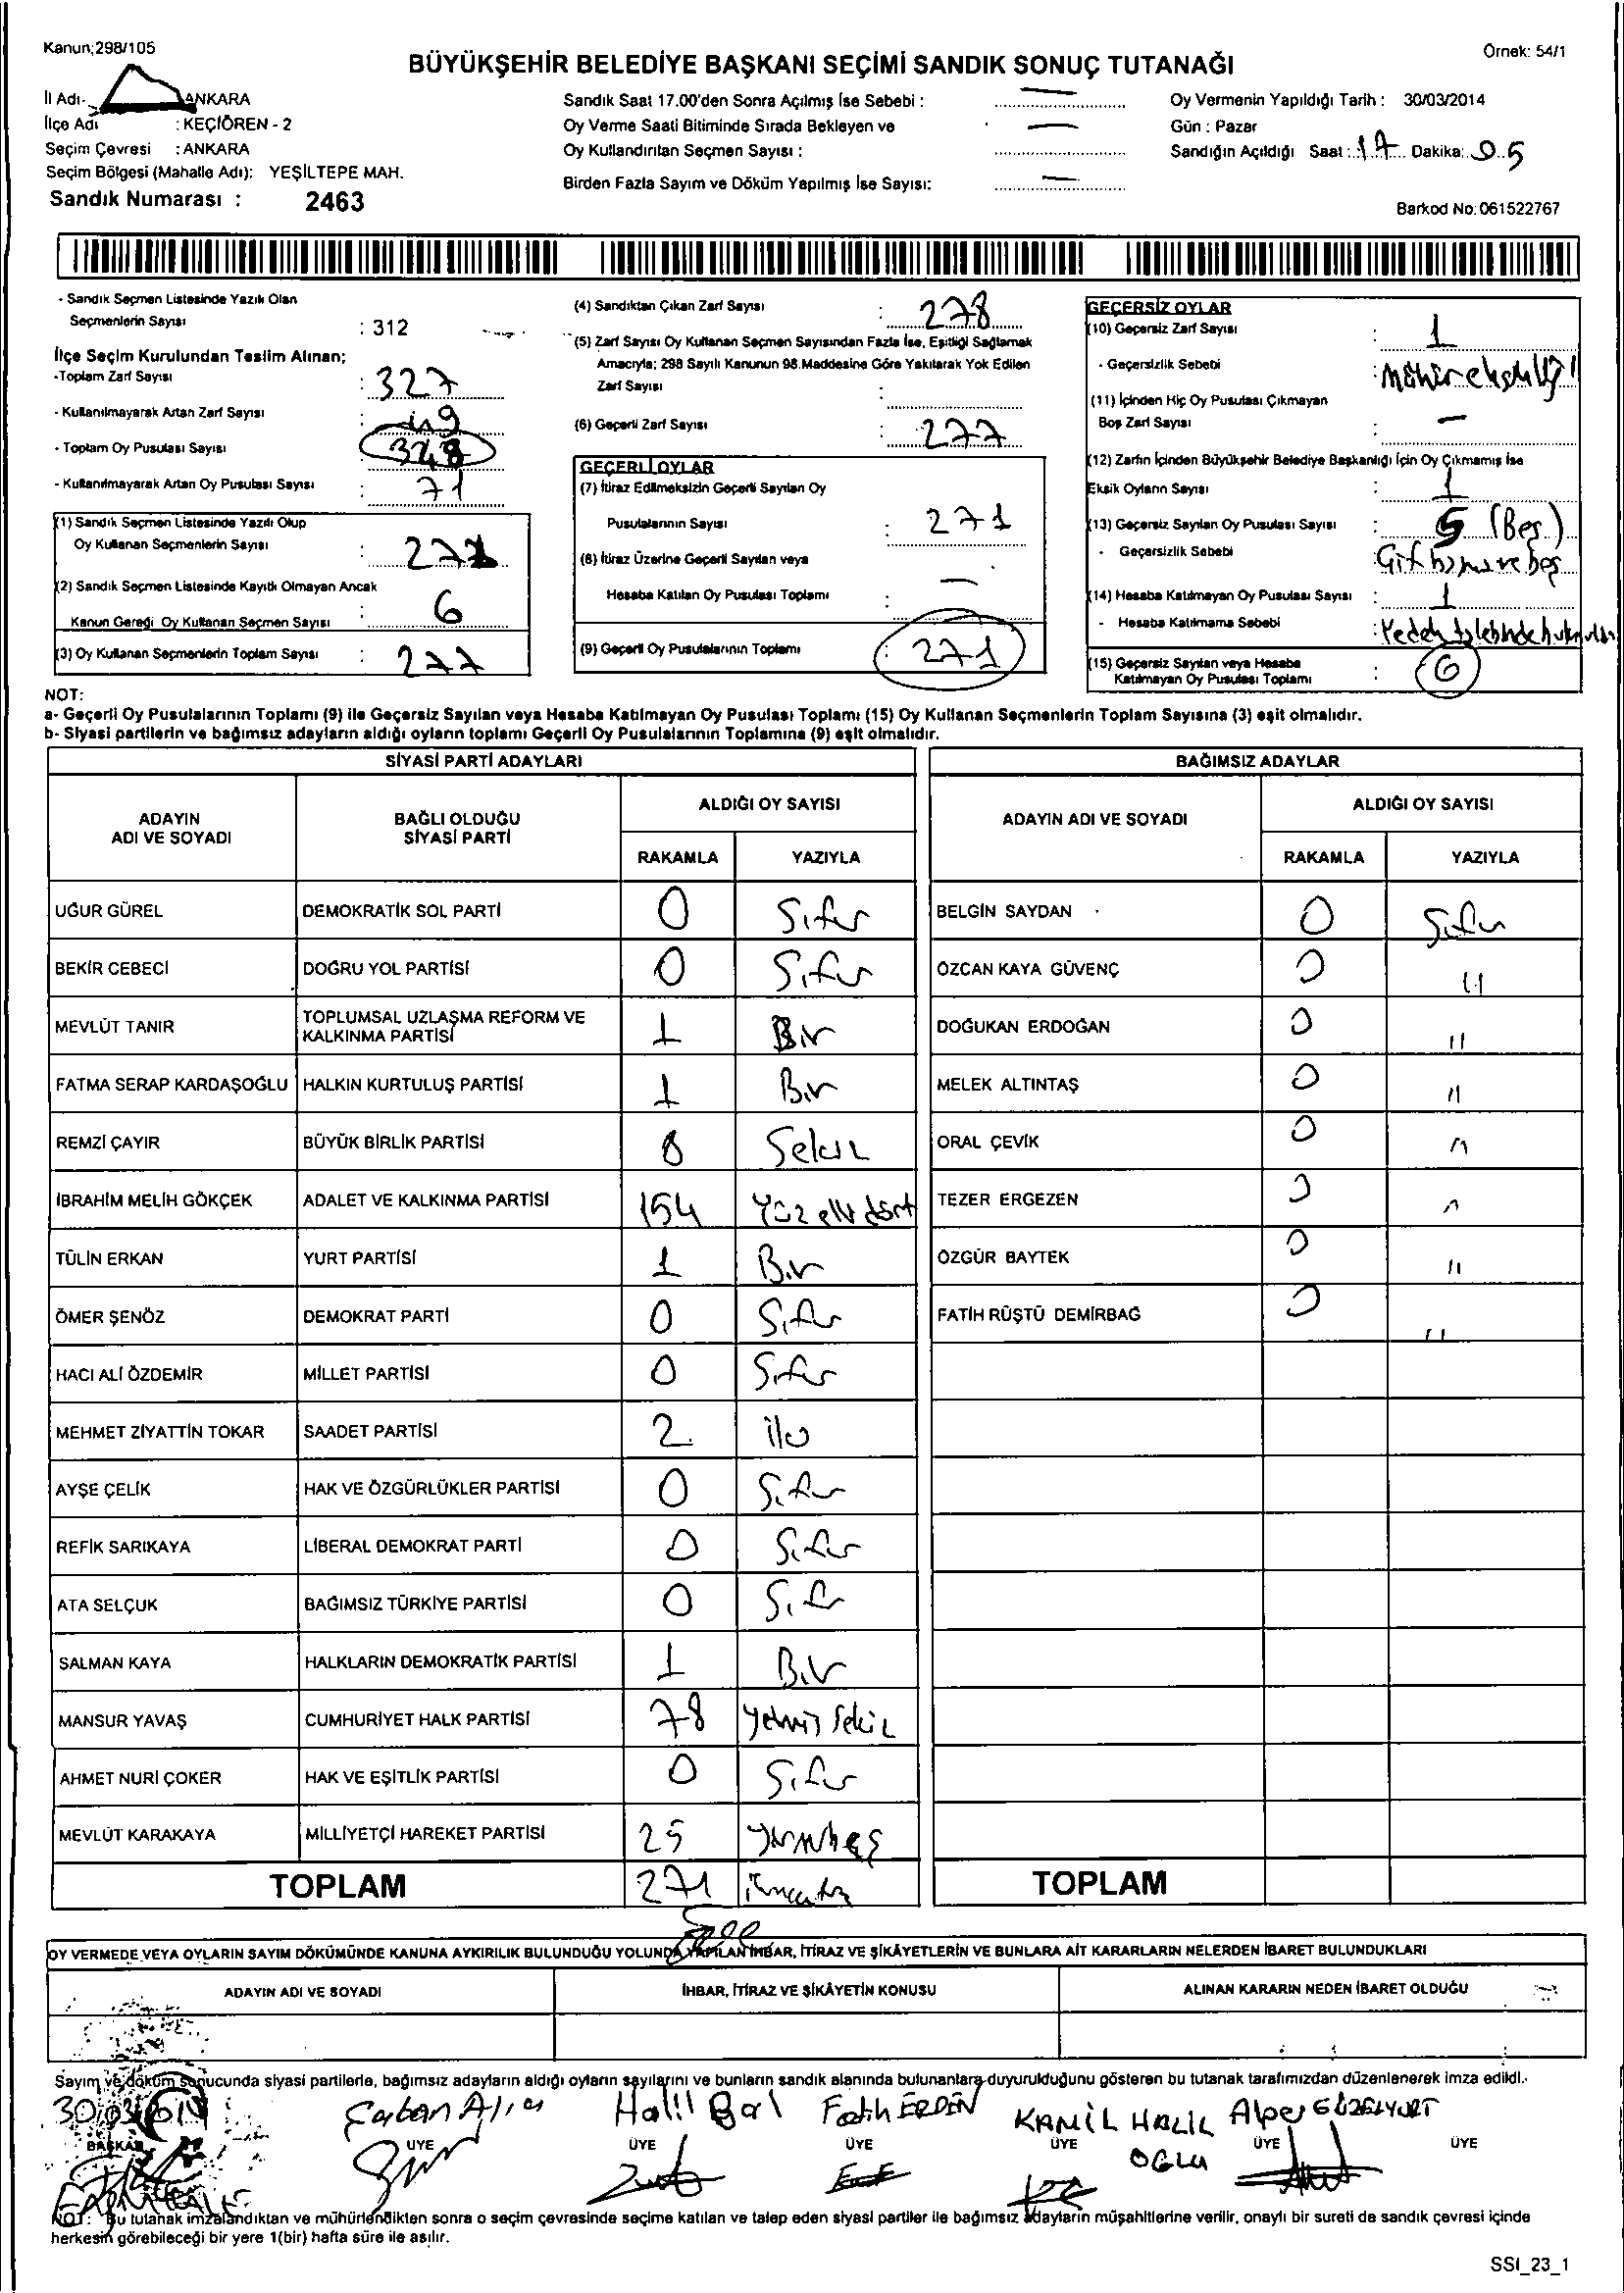 Kanun;298/105
Örnek: 54/1
BÜYÜKŞEHİR BELEDİYE BAŞKANI SEÇİMİ SANDIK SONUÇ TUTANAĞI
İl Adı ANKARA
İlçe Adı : KEÇİÖREN - 2
Seçim Çevresi : ANKARA
Seçim Bölgesi (Mahalle Adı): YEŞİLTEPE MAH.
Sandık Numarası : 2463
Sandık Saat 17.00'den Sonra Açılmış İse Sebebi :
Oy Verme Saati Bitiminde Sırada Bekleyen ve
Oy Kullandırılan Seçmen Sayısı :
Birden Fazla Sayım ve Döküm Yapılmış İse Sayısı:
Oy Vermenin Yapıldığı Tarih : 30/03/2014
Gün : Pazar
Sandığın Açıldığı Saat : 17 Dakika: 05
Barkod No: 061522767
- Sandık Seçmen Listesinde Yazılı Olan
Seçmenlerin Sayısı : 312
İlçe Seçim Kurulundan Teslim Alınan;
-Toplam Zarf Sayısı : 327
- Kullanılmayarak Artan Zarf Sayısı
- Toplam Oy Pusulası Sayısı : 348
- Kullanılmayarak Artan Oy Pusulası Sayısı : 71
(1) Sandık Seçmen Listesinde Yazılı Olup
Oy Kullanan Seçmenlerin Sayısı : 271
(2) Sandık Seçmen Listesinde Kayıtlı Olmayan Ancak
Kanun Gereği Oy Kullanan Seçmen Sayısı : 6
(3) Oy Kullanan Seçmenlerin Toplam Sayısı : 277
(4) Sandıktan Çıkan Zarf Sayısı : 278
(5) Zarf Sayısı Oy Kullanan Seçmen Sayısından Fazla İse, Eşitliği Sağlamak
Amacıyla; 298 Sayılı Kanunun 98.Maddesine Göre Yakılarak Yok Edilen
Zarf Sayısı :
(6) Geçerli Zarf Sayısı : 277
GEÇERLİ OYLAR
(7) İtiraz Edilmeksizin Geçerli Sayılan Oy
Pusulalarının Sayısı : 271
(8) İtiraz Üzerine Geçerli Sayılan veya
Hesaba Katılan Oy Pusulası Toplamı : —
(9) Geçerli Oy Pusulalarının Toplamı : 271
GEÇERSİZ OYLAR
(10) Geçersiz Zarf Sayısı : 1
- Geçersizlik Sebebi : Mühür eksikliği
(11) İçinden Hiç Oy Pusulası Çıkmayan
Boş Zarf Sayısı : —
(12) Zarfın İçinden Büyükşehir Belediye Başkanlığı İçin Oy Çıkmamış İse
Eksik Oyların Sayısı : 1
(13) Geçersiz Sayılan Oy Pusulası Sayısı : 5 (Beş)
- Geçersizlik Sebebi
(14) Hesaba Katılmayan Oy Pusulası Sayısı : 1
- Hesaba Katılmama Sebebi :
(15) Geçersiz Sayılan veya Hesaba
Katılmayan Oy Pusulası Toplamı : 6
NOT:
a- Geçerli Oy Pusulalarının Toplamı (9) ile Geçersiz Sayılan veya Hesaba Katılmayan Oy Pusulası Toplamı (15) Oy Kullanan Seçmenlerin Toplam Sayısına (3) eşit olmalıdır.
b- Siyasi partilerin ve bağımsız adayların aldığı oyların toplamı Geçerli Oy Pusulalarının Toplamına (9) eşit olmalıdır.
SİYASİ PARTİ ADAYLARI
ADAYIN ADI VE SOYADI
BAĞLI OLDUĞU SİYASİ PARTİ
ALDIĞI OY SAYISI
RAKAMLA YAZIYLA
UĞUR GÜREL DEMOKRATİK SOL PARTİ 0 Sıfır
BEKİR CEBECİ DOĞRU YOL PARTİSİ 0 Sıfır
MEVLÜT TANIR TOPLUMSAL UZLAŞMA REFORM VE KALKINMA PARTİSİ 1 Bir
FATMA SERAP KARDAŞOĞLU HALKIN KURTULUŞ PARTİSİ 1 Bir
REMZİ ÇAYIR BÜYÜK BİRLİK PARTİSİ 8 Sekiz
İBRAHİM MELİH GÖKÇEK ADALET VE KALKINMA PARTİSİ 154 Yüz elli dört
TÜLİN ERKAN YURT PARTİSİ 1 Bir
ÖMER ŞENÖZ DEMOKRAT PARTİ 0 Sıfır
HACI ALİ ÖZDEMİR MİLLET PARTİSİ 0 Sıfır
MEHMET ZİYATTİN TOKAR SAADET PARTİSİ 2 iki
AYŞE ÇELİK HAK VE ÖZGÜRLÜKLER PARTİSİ 0 Sıfır
REFİK SARIKAYA LİBERAL DEMOKRAT PARTİ 0 Sıfır
ATA SELÇUK BAĞIMSIZ TÜRKİYE PARTİSİ 0 Sıfır
SALMAN KAYA HALKLARIN DEMOKRATİK PARTİSİ 1 Bir
MANSUR YAVAŞ CUMHURİYET HALK PARTİSİ 78 yetmiş sekiz
AHMET NURİ ÇOKER HAK VE EŞİTLİK PARTİSİ 0 Sıfır
MEVLÜT KARAKAYA MİLLİYETÇİ HAREKET PARTİSİ 25 yirmibeş
TOPLAM 271
BAĞIMSIZ ADAYLAR
ADAYIN ADI VE SOYADI
ALDIĞI OY SAYISI
RAKAMLA YAZIYLA
BELGİN SAYDAN 0 Sıfır
ÖZCAN KAYA GÜVENÇ 0 "
DOĞUKAN ERDOĞAN 0 "
MELEK ALTINTAŞ 0 "
ORAL ÇEVİK 0 "
TEZER ERGEZEN 0 "
ÖZGÜR BAYTEK 0 "
FATİH RÜŞTÜ DEMİRBAĞ 0 "
TOPLAM
OY VERMEDE VEYA OYLARIN SAYIM DÖKÜMÜNDE KANUNA AYKIRILIK BULUNDUĞU YOLUNDA YAPILAN İHBAR, İTİRAZ VE ŞİKÂYETLERİN VE BUNLARA AİT KARARLARIN NELERDEN İBARET BULUNDUKLARI
ADAYIN ADI VE SOYADI
İHBAR, İTİRAZ VE ŞİKÂYETİN KONUSU
ALINAN KARARIN NEDEN İBARET OLDUĞU
Sayım ve döküm sonucunda siyasi partilerle, bağımsız adayların aldığı oyların sayılarını ve bunların sandık alanında bulunanlara duyurulduğunu gösteren bu tutanak tarafımızdan düzenlenerek imza edildi.
30/03/2014 Halil Bal Fatih ERDEN KAMİL HALİL OĞLU Alper GÜZELYURT
BAŞKAN ÜYE ÜYE ÜYE ÜYE ÜYE ÜYE
NOT: Bu tutanak imzalandıktan ve mühürlendikten sonra o seçim çevresinde seçime katılan ve talep eden siyasi partiler ile bağımsız adayların müşahitlerine verilir, onaylı bir sureti de sandık çevresi içinde
herkesin görebileceği bir yere 1(bir) hafta süre ile asılır.
SSI_23_1